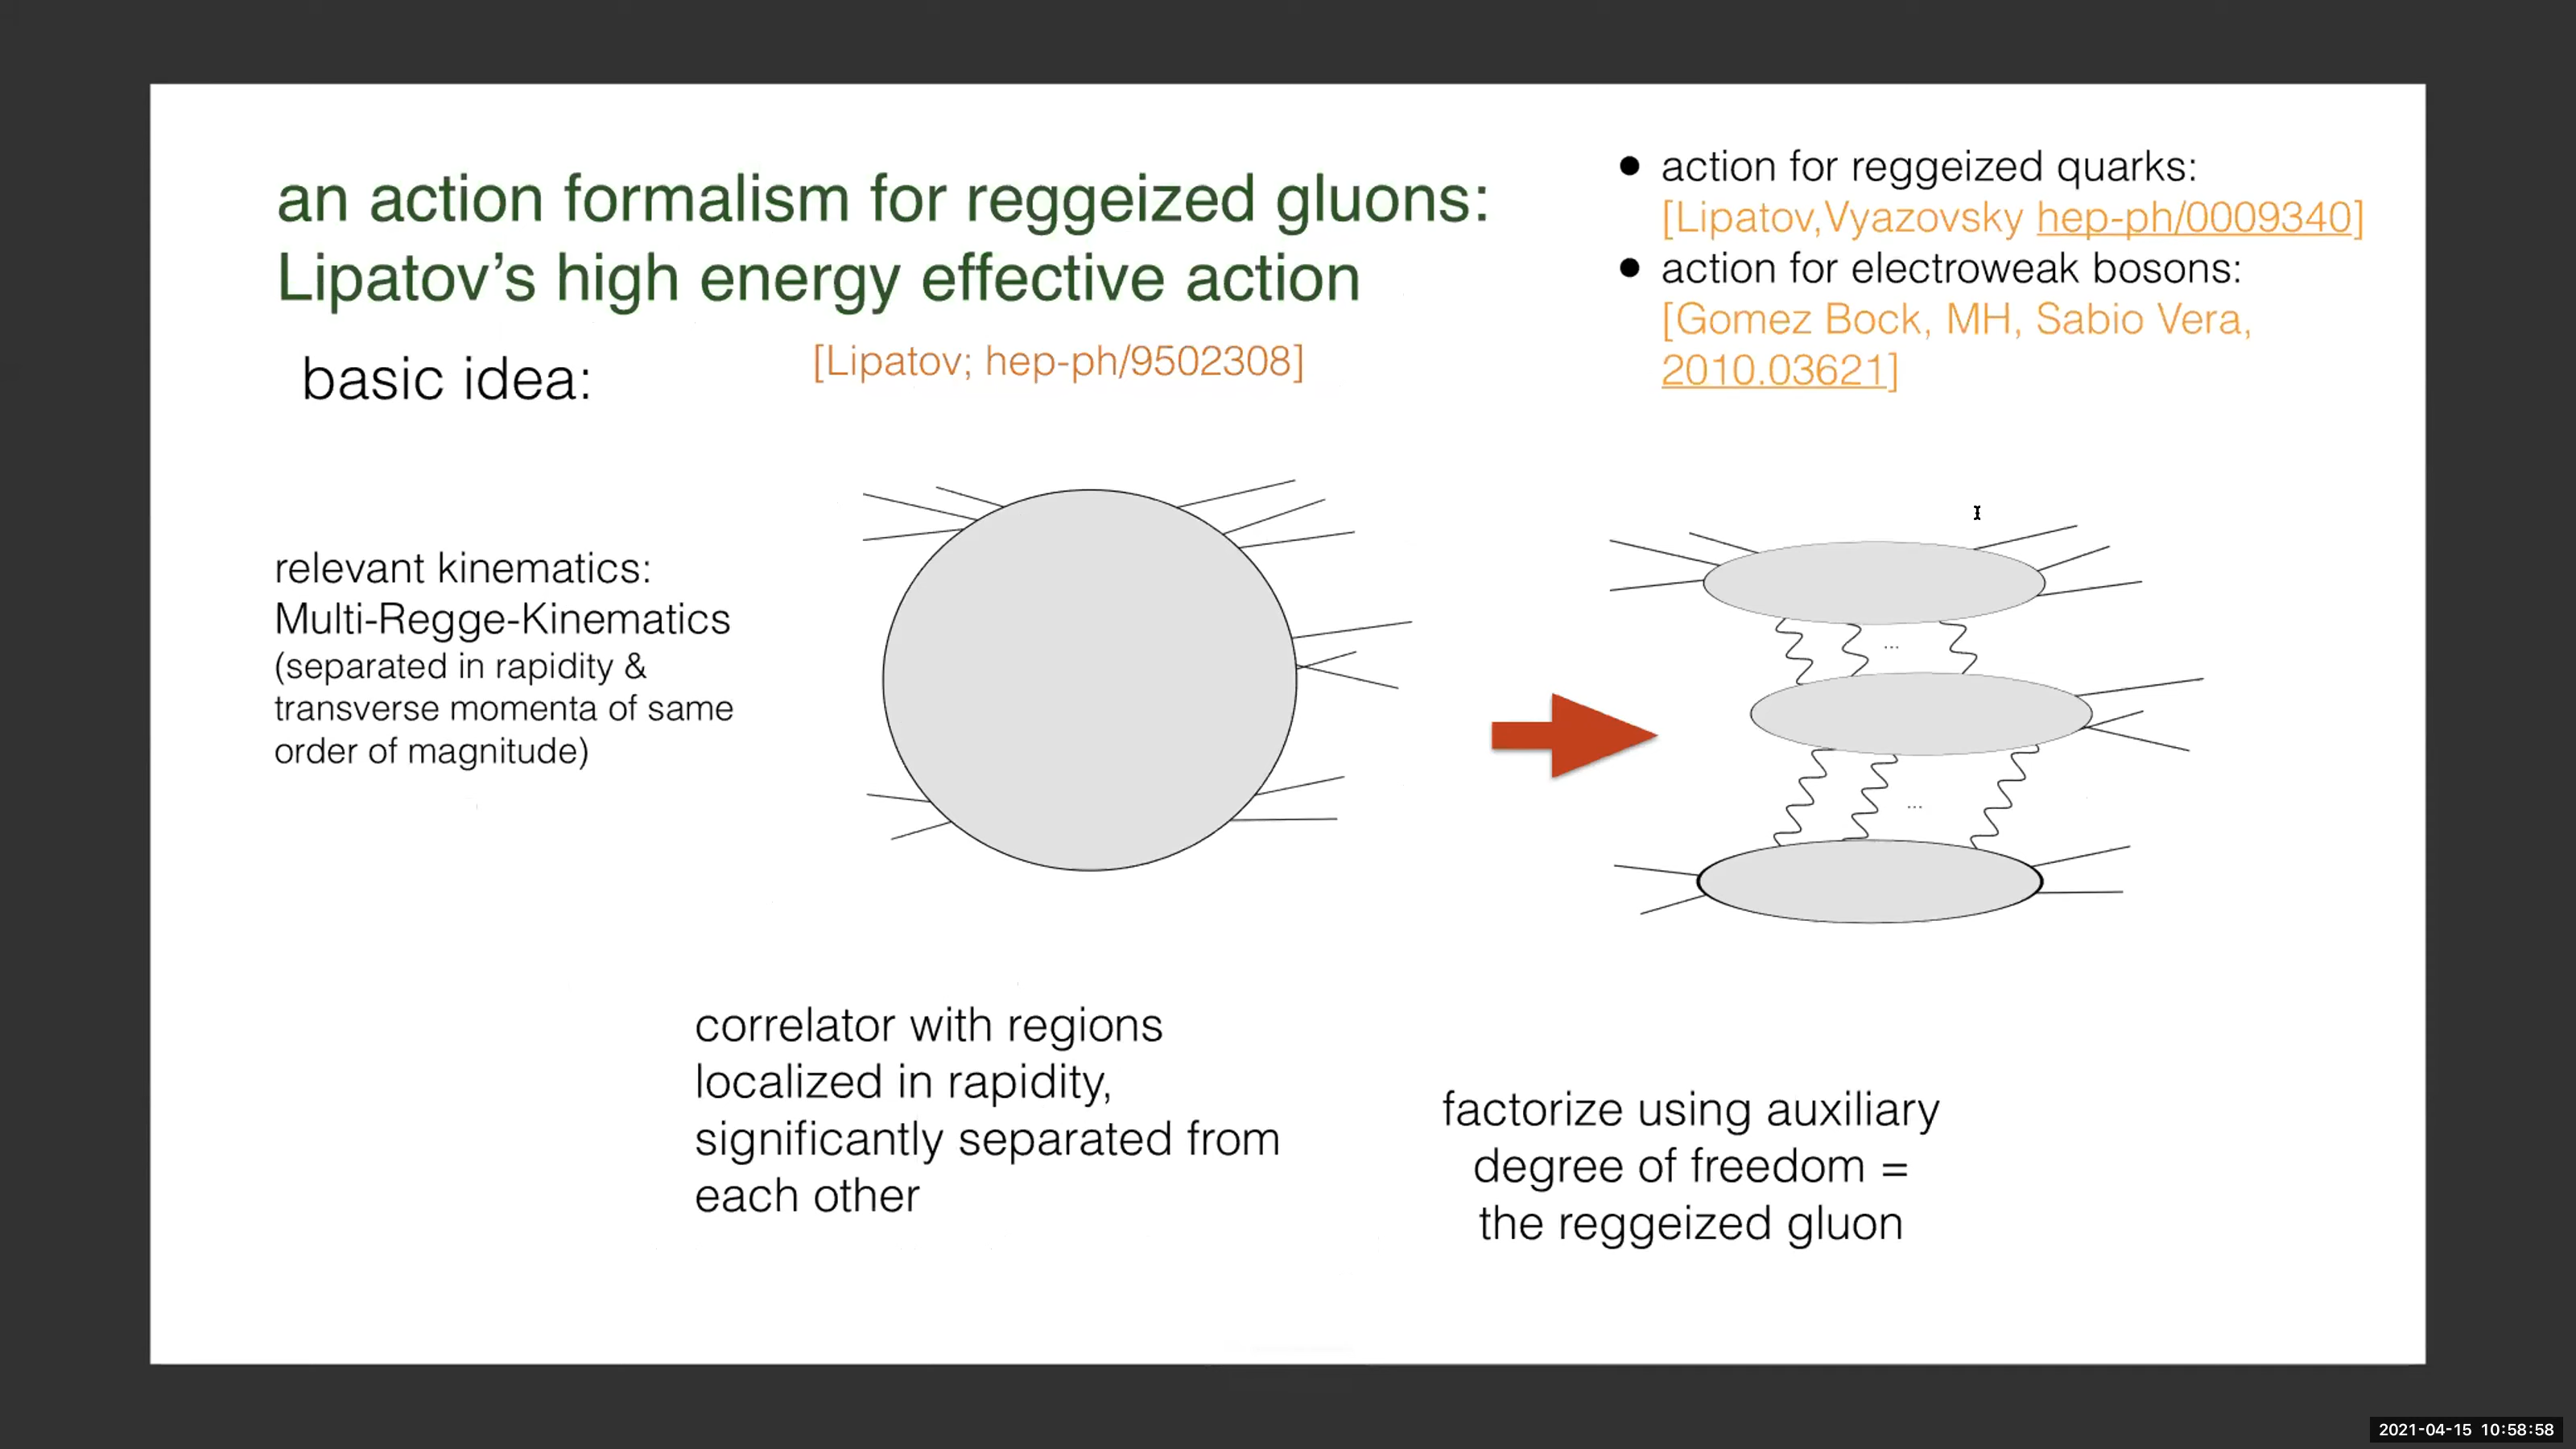 an action formalism for reggeized gluons:
Lipatov’s high energy effective action
basic idea:
[Lipatov; hep-ph/9502308]
● action for reggeized quarks:
[Lipatov,Vyazovsky hep-ph/0009340]
● action for electroweak bosons:
[Gomez Bock, MH, Sabio Vera,
2010.03621]
relevant kinematics:
Multi-Regge-Kinematics
(separated in rapidity &
transverse momenta of same
order of magnitude)
...
...
correlator with regions
localized in rapidity,
significantly separated from
each other
factorize using auxiliary
degree of freedom =
the reggeized gluon
2021-04-15 10:58:58